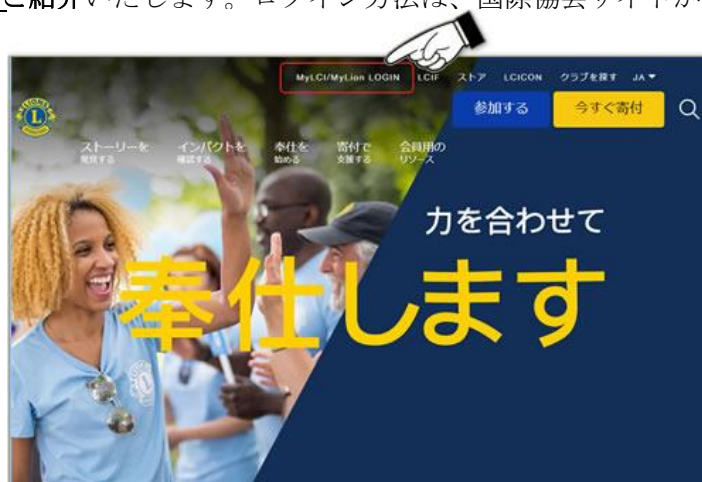 ご紹介いたします。ログイン方法は、国際協会サイトか
MyLCI/MyLion LOGIN LCIF ストア LCICON クラブを探す JA
参加する 今すぐ寄付
ストーリーを インパクトを 奉仕を 寄付で 会員用の
発見する 確認する 始める 支援する リソース
力を合わせて
奉仕します
L